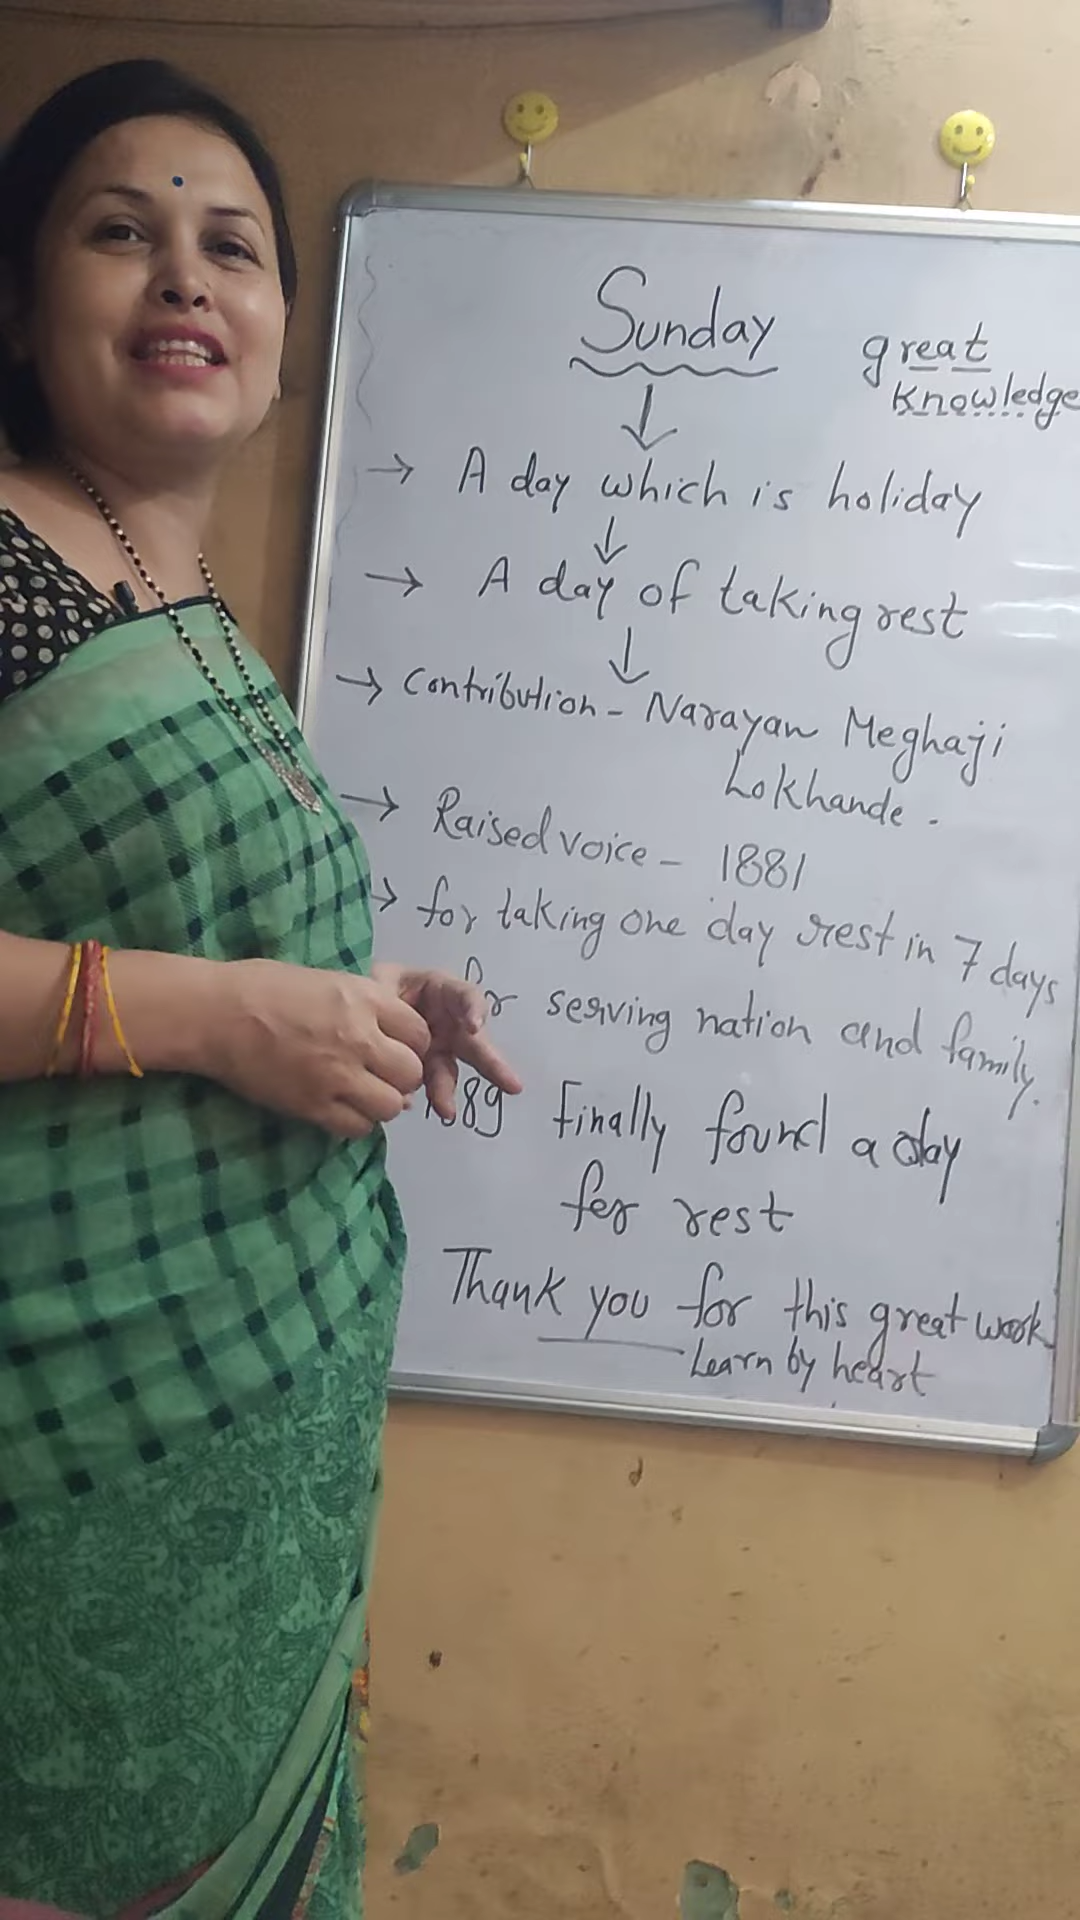 Sunday
great
Knowledge
→ A day which is holiday
→ A day of taking rest
→ Contribution - Narayan Meghaji
Lokhande.
→ Raised voice - 1881
→ for taking one day rest in 7 days
for serving nation and family.
1889 Finally found a day
for rest
Thank you for this great work
Learn by heart